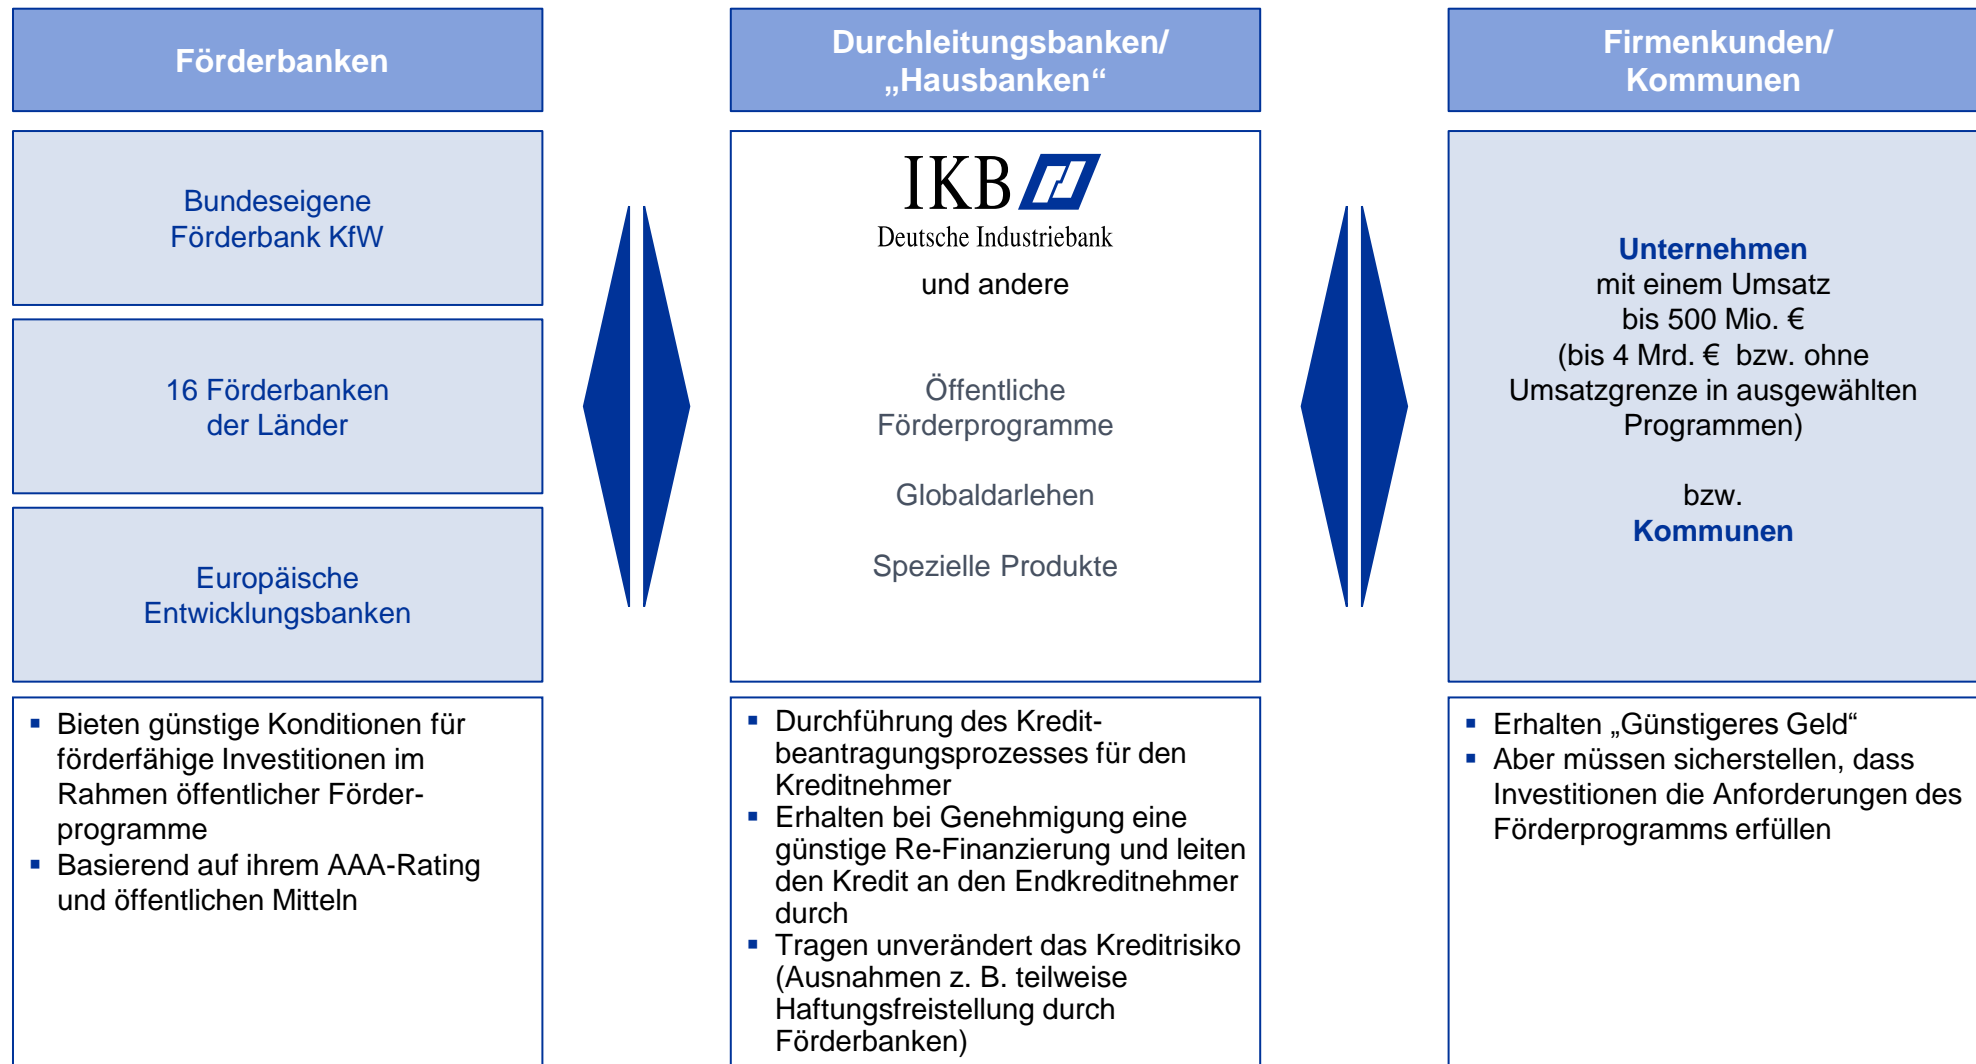 Förderbanken
Bundeseigene
Förderbank KfW
16 Förderbanken
der Länder
Europäische
Entwicklungsbanken
▪ Bieten günstige Konditionen für
förderfähige Investitionen im
Rahmen öffentlicher Förder-
programme
▪ Basierend auf ihrem AAA-Rating
und öffentlichen Mitteln
Durchleitungsbanken/
„Hausbanken“
IKB
Deutsche Industriebank
und andere
Öffentliche
Förderprogramme
Globaldarlehen
Spezielle Produkte
▪ Durchführung des Kredit-
beantragungsprozesses für den
Kreditnehmer
▪ Erhalten bei Genehmigung eine
günstige Re-Finanzierung und leiten
den Kredit an den Endkreditnehmer
durch
▪ Tragen unverändert das Kreditrisiko
(Ausnahmen z. B. teilweise
Haftungsfreistellung durch
Förderbanken)
Firmenkunden/
Kommunen
Unternehmen
mit einem Umsatz
bis 500 Mio. €
(bis 4 Mrd. € bzw. ohne
Umsatzgrenze in ausgewählten
Programmen)
bzw.
Kommunen
▪ Erhalten „Günstigeres Geld“
▪ Aber müssen sicherstellen, dass
Investitionen die Anforderungen des
Förderprogramms erfüllen